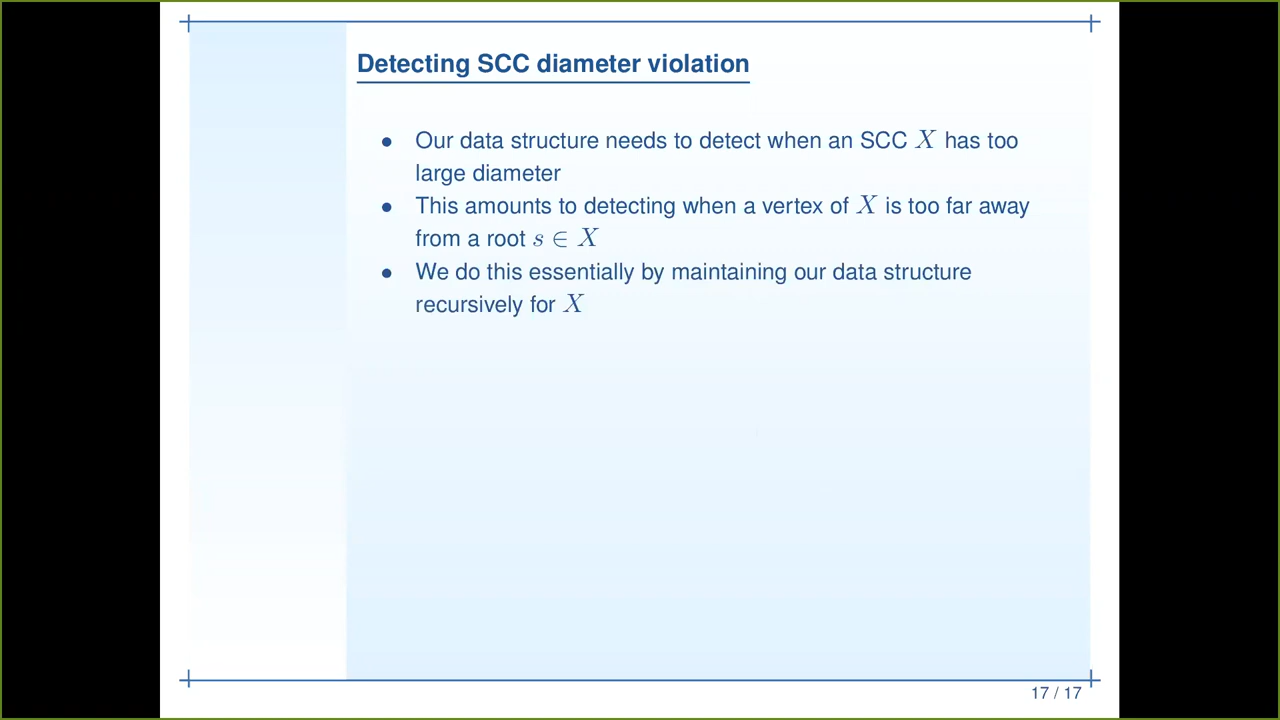 Detecting SCC diameter violation
● Our data structure needs to detect when an SCC X has too
large diameter
● This amounts to detecting when a vertex of X is too far away
from a root s ∈ X
● We do this essentially by maintaining our data structure
recursively for X
17 / 17